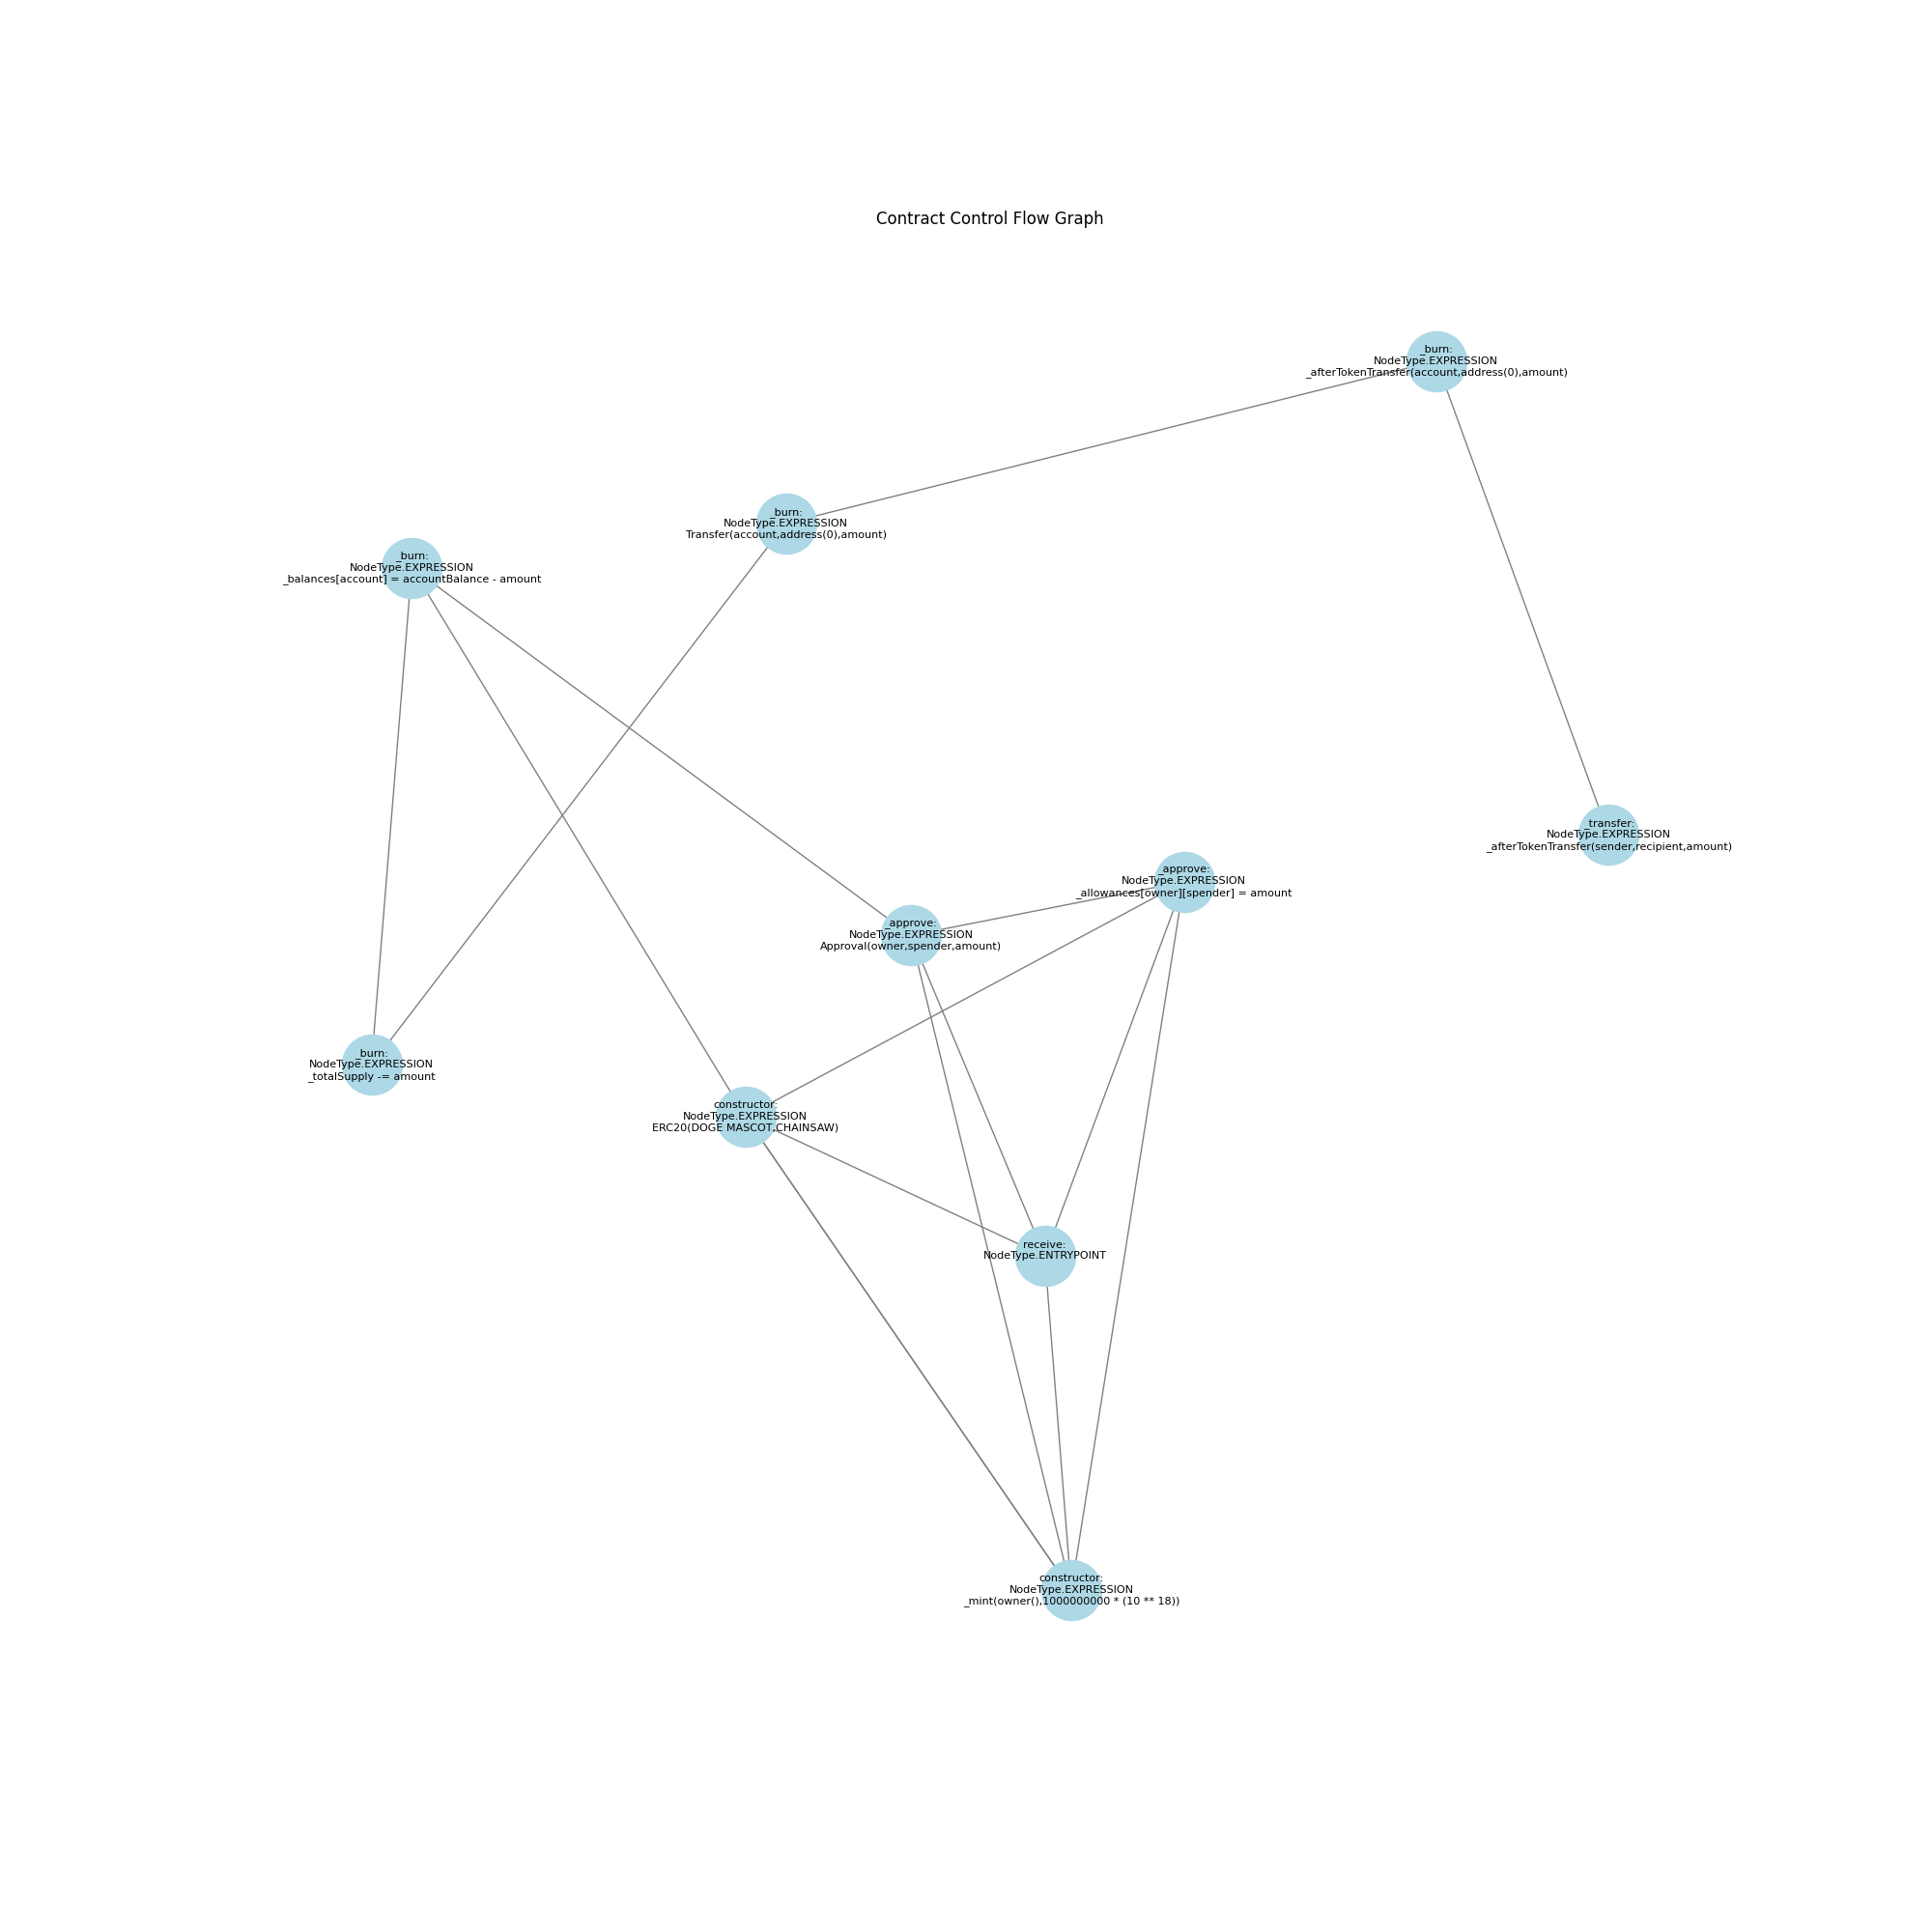 Contract Control Flow Graph
_burn:
NodeType.EXPRESSION
_afterTokenTransfer(account,address(0),amount)
_burn:
NodeType.EXPRESSION
Transfer(account,address(0),amount)
_burn:
NodeType.EXPRESSION
_balances[account] = accountBalance - amount
_transfer:
NodeType.EXPRESSION
_afterTokenTransfer(sender,recipient,amount)
_approve:
NodeType.EXPRESSION
_allowances[owner][spender] = amount
_approve:
NodeType.EXPRESSION
Approval(owner,spender,amount)
_burn:
NodeType.EXPRESSION
_totalSupply -= amount
constructor:
NodeType.EXPRESSION
ERC20(DOGE MASCOT,CHAINSAW)
receive:
NodeType.ENTRYPOINT
constructor:
NodeType.EXPRESSION
_mint(owner(),1000000000 * (10 ** 18))